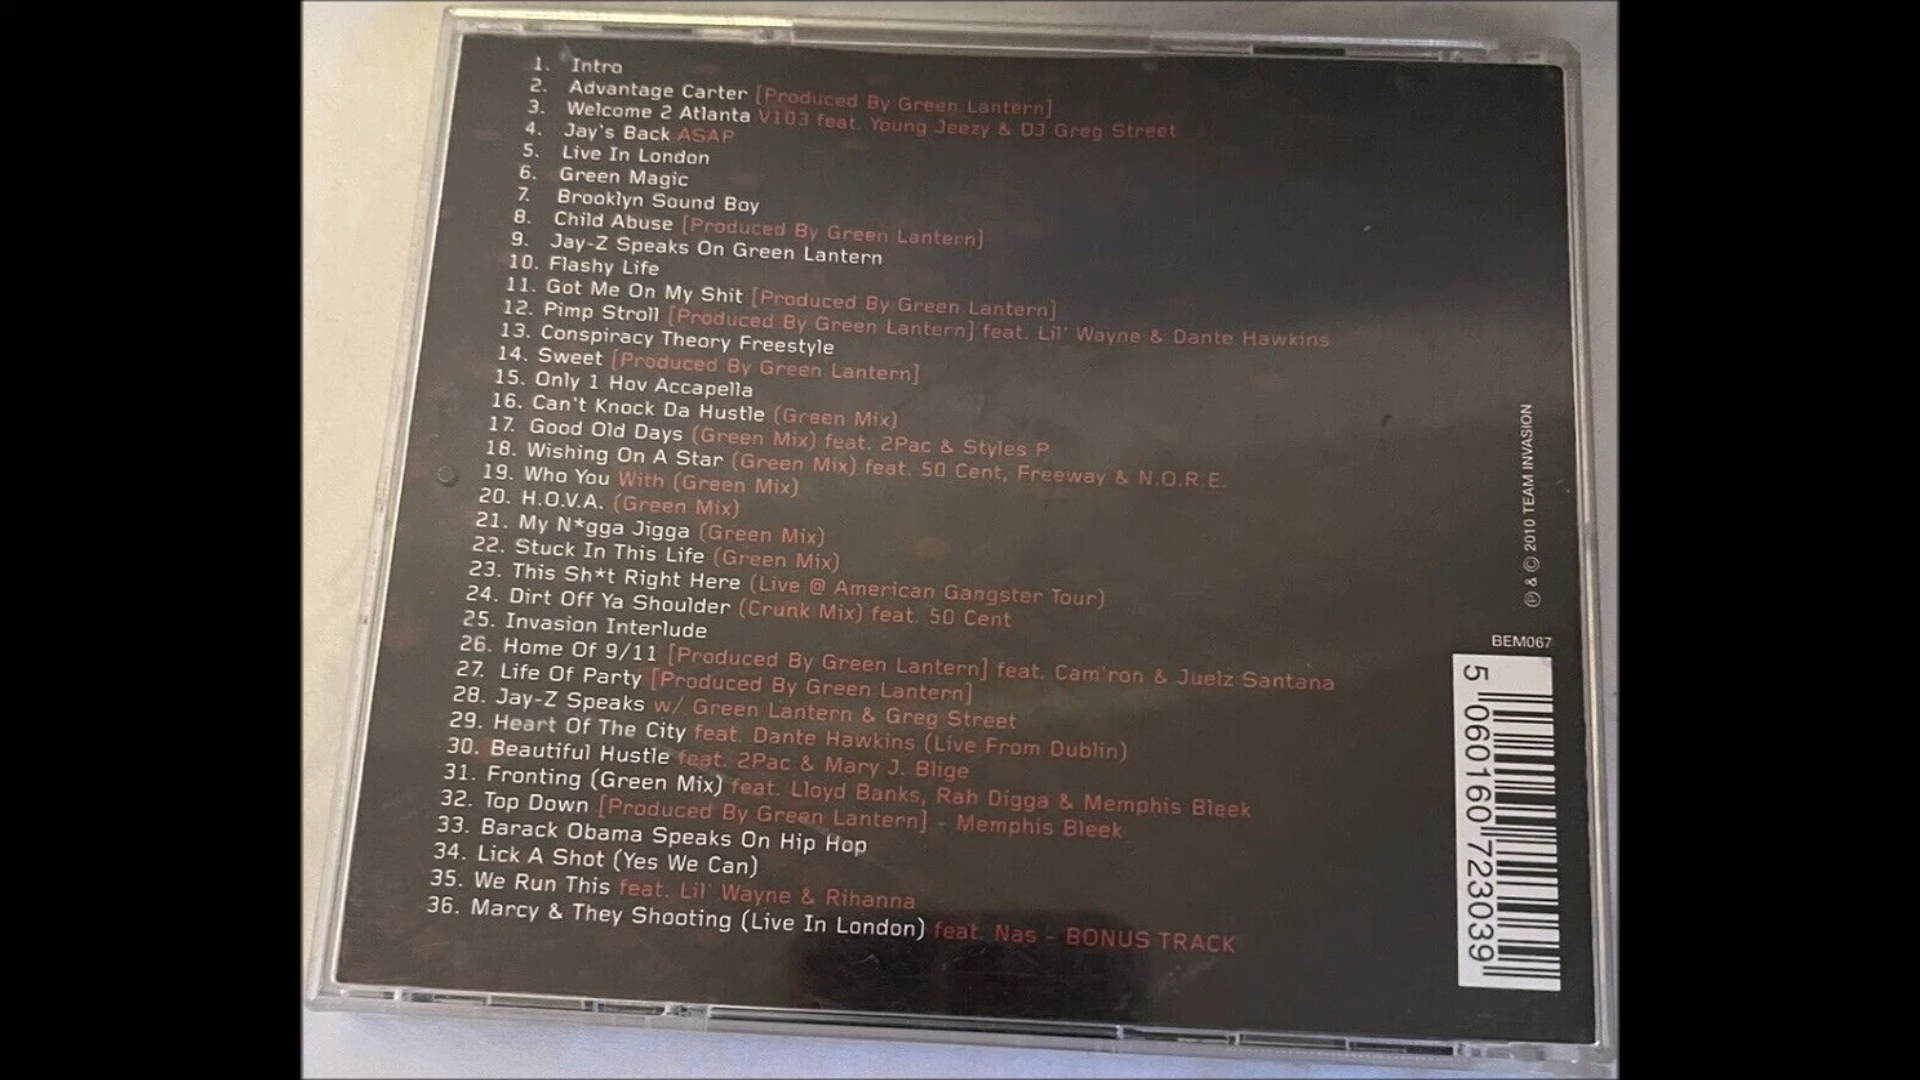 1. Intro
2. Advantage Carter [Produced By Green Lantern]
3. Welcome 2 Atlanta V103 feat. Young Jeezy & DJ Greg Street
4. Jay's Back ASAP
5. Live In London
6. Green Magic
7. Brooklyn Sound Boy
8. Child Abuse [Produced By Green Lantern]
9. Jay-Z Speaks On Green Lantern
10. Flashy Life
11. Got Me On My Shit [Produced By Green Lantern]
12. Pimp Stroll [Produced By Green Lantern] feat. Lil' Wayne & Dante Hawkins
13. Conspiracy Theory Freestyle
14. Sweet [Produced By Green Lantern]
15. Only 1 Hov Accapella
16. Can't Knock Da Hustle (Green Mix)
17. Good Old Days (Green Mix) feat. 2Pac & Styles P
18. Wishing On A Star (Green Mix) feat. 50 Cent, Freeway & N.O.R.E.
19. Who You With (Green Mix)
20. H.O.V.A. (Green Mix)
21. My N*gga Jigga (Green Mix)
22. Stuck In This Life (Green Mix)
23. This Sh*t Right Here (Live @ American Gangster Tour)
24. Dirt Off Ya Shoulder (Crunk Mix) feat. 50 Cent
25. Invasion Interlude
26. Home Of 9/11 [Produced By Green Lantern] feat. Cam'ron & Juelz Santana
27. Life Of Party [Produced By Green Lantern]
28. Jay-Z Speaks w/ Green Lantern & Greg Street
29. Heart Of The City feat. Dante Hawkins (Live From Dublin)
30. Beautiful Hustle feat. 2Pac & Mary J. Blige
31. Fronting (Green Mix) feat. Lloyd Banks, Rah Digga & Memphis Bleek
32. Top Down [Produced By Green Lantern] - Memphis Bleek
33. Barack Obama Speaks On Hip Hop
34. Lick A Shot (Yes We Can)
35. We Run This feat. Lil' Wayne & Rihanna
36. Marcy & They Shooting (Live In London) feat. Nas - BONUS TRACK
℗ & © 2010 TEAM INVASION
BEM067
5 060160 723039